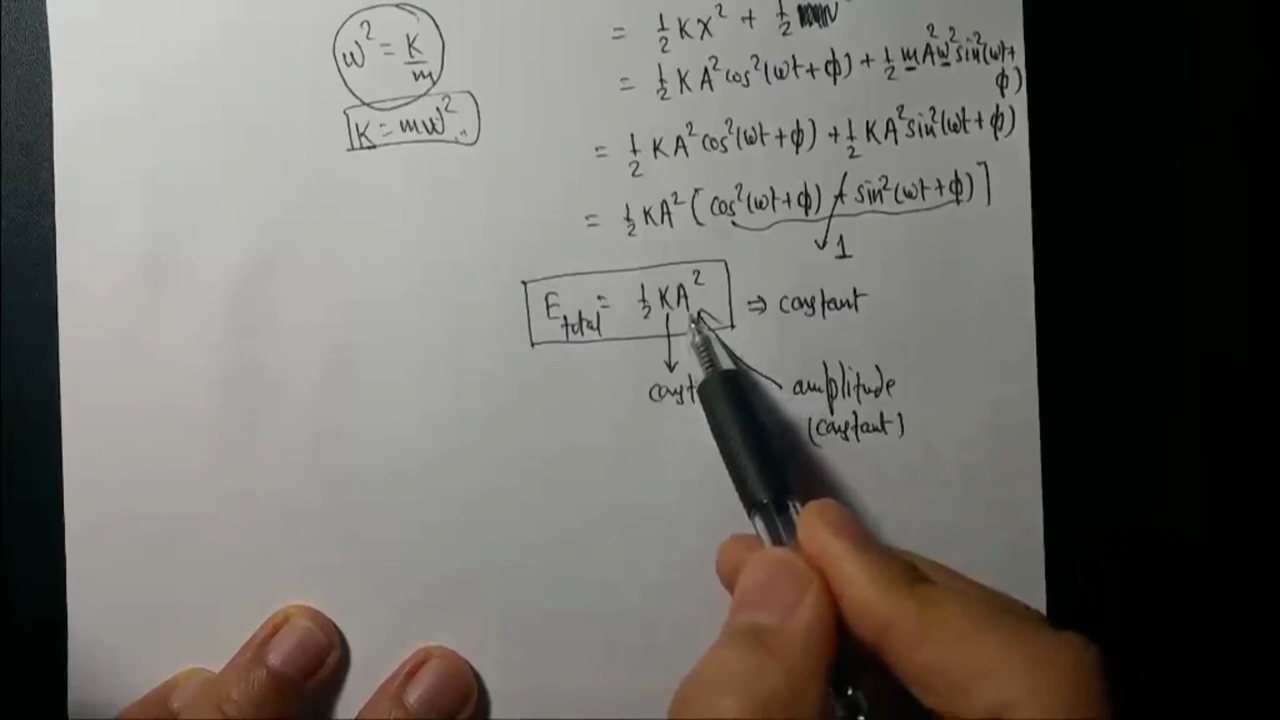 ω² = K/m
K = mω²
= ½ KX² + ½
= ½ KA² cos²(ωt + φ) + ½ mA²ω² sin²(ωt + φ)
= ½ KA² cos²(ωt + φ) + ½ KA² sin²(ωt + φ)
= ½ KA² [cos²(ωt + φ) + sin²(ωt + φ)]
1
E total = ½ KA² ⇒ constant
const
amplitude
(constant)